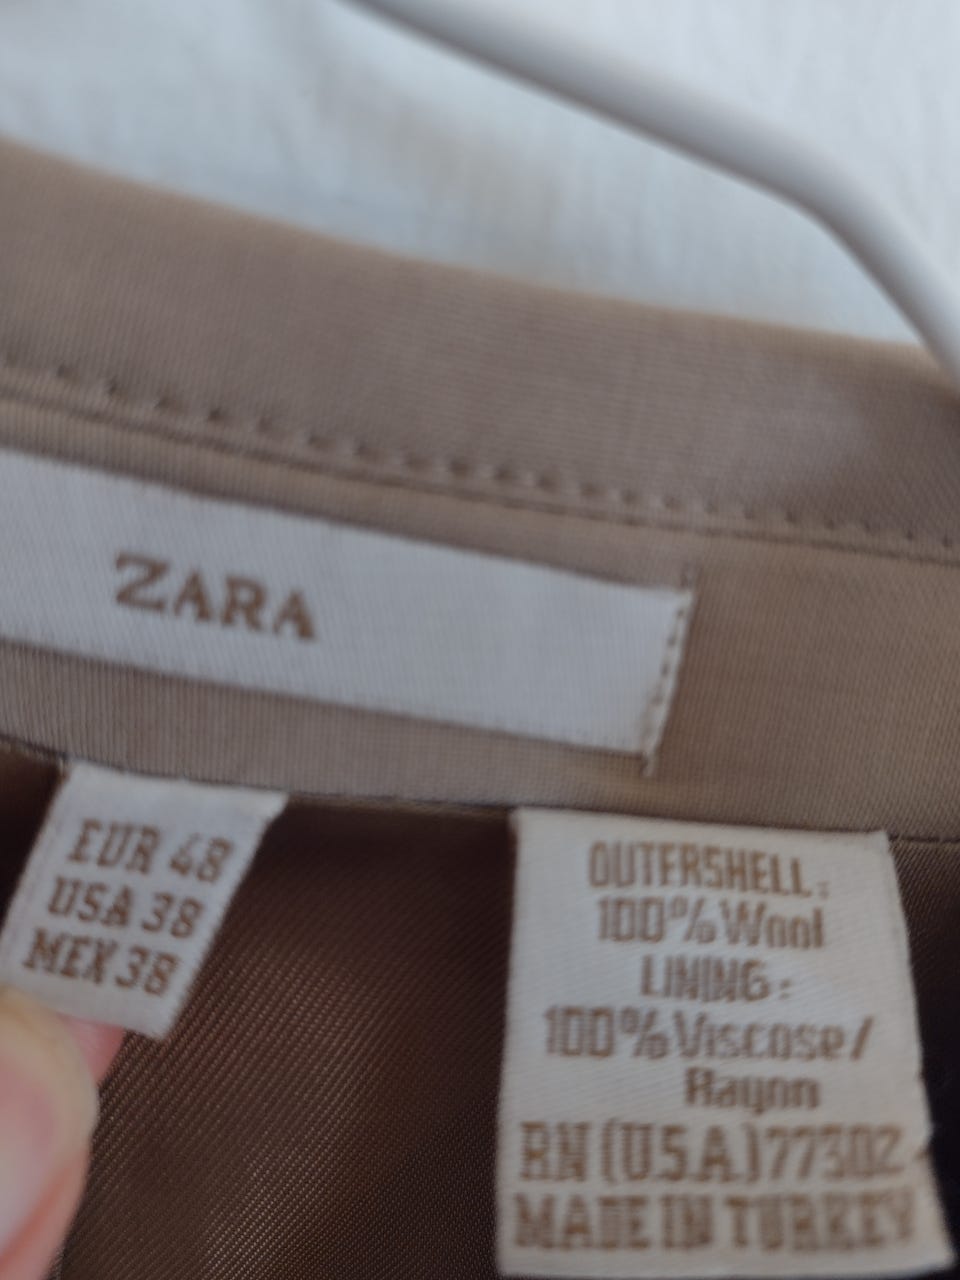 ZARA
EUR 48
USA 38
MEX 38
OUTERSHELL:
100% Wool
LINING:
100% Viscose/
Rayon
RN (U.S.A.) 77302
MADE IN TURKEY